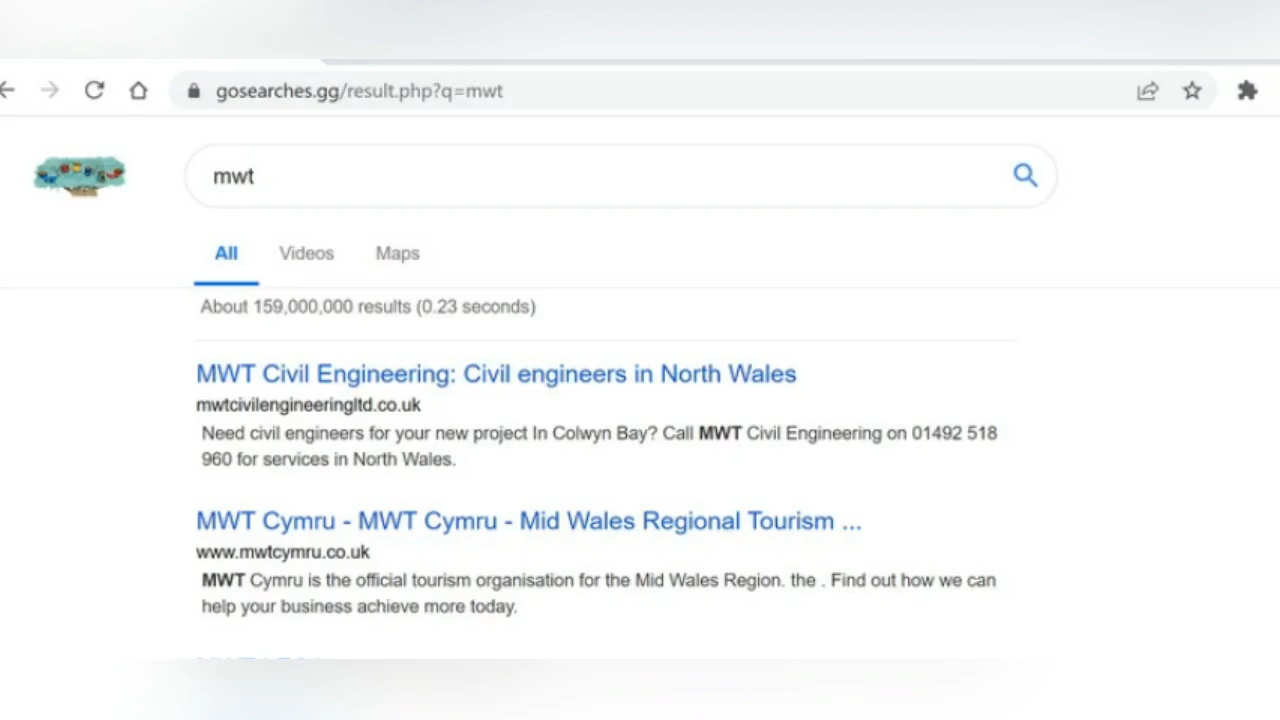 gosearches.gg/result.php?q=mwt
mwt
All Videos Maps
About 159,000,000 results (0.23 seconds)
MWT Civil Engineering: Civil engineers in North Wales
mwtcivilengineeringltd.co.uk
Need civil engineers for your new project In Colwyn Bay? Call MWT Civil Engineering on 01492 518
960 for services in North Wales.
MWT Cymru - MWT Cymru - Mid Wales Regional Tourism ...
www.mwtcymru.co.uk
MWT Cymru is the official tourism organisation for the Mid Wales Region. the . Find out how we can
help your business achieve more today.